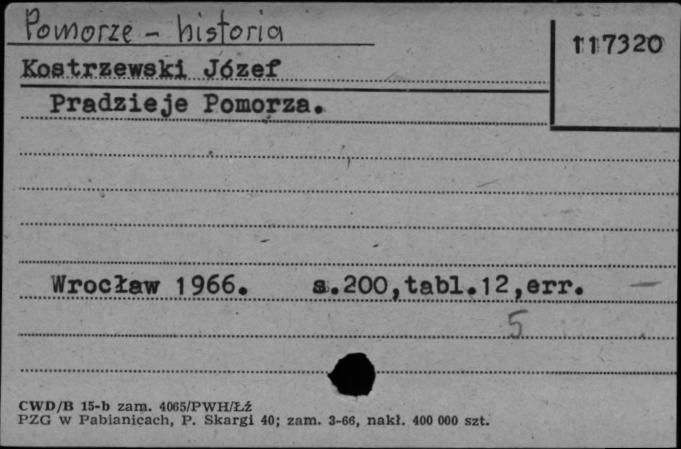 Pomorze - historia
117320
Kostrzewski Józef
Pradzieje Pomorza.
Wrocław 1966. s.200,tabl.12,err. —
5
CWD/B 15-b zam. 4065/PWH/Łź
PZG w Pabianicach, P. Skargi 40; zam. 3-66, nakł. 400 000 szt.